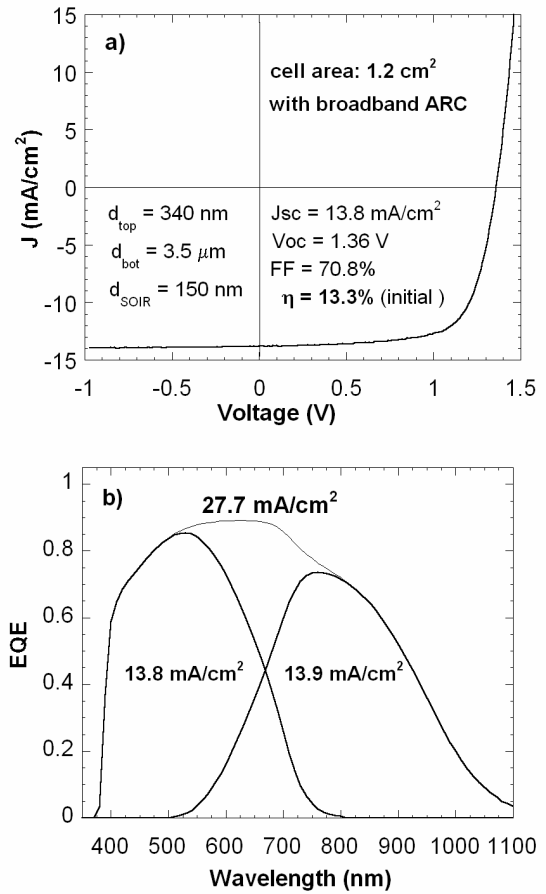 a)
cell area: 1.2 cm²
with broadband ARC
15
10
5
0
-5
-10
-15
J (mA/cm²)
d_top = 340 nm
d_bot = 3.5 μm
d_SOIR = 150 nm
Jsc = 13.8 mA/cm²
Voc = 1.36 V
FF = 70.8%
η = 13.3% (initial )
-1 -0.5 0 0.5 1 1.5
Voltage (V)
b)
27.7 mA/cm²
1
0.8
0.6
0.4
0.2
0
EQE
13.8 mA/cm² 13.9 mA/cm²
400 500 600 700 800 900 1000 1100
Wavelength (nm)